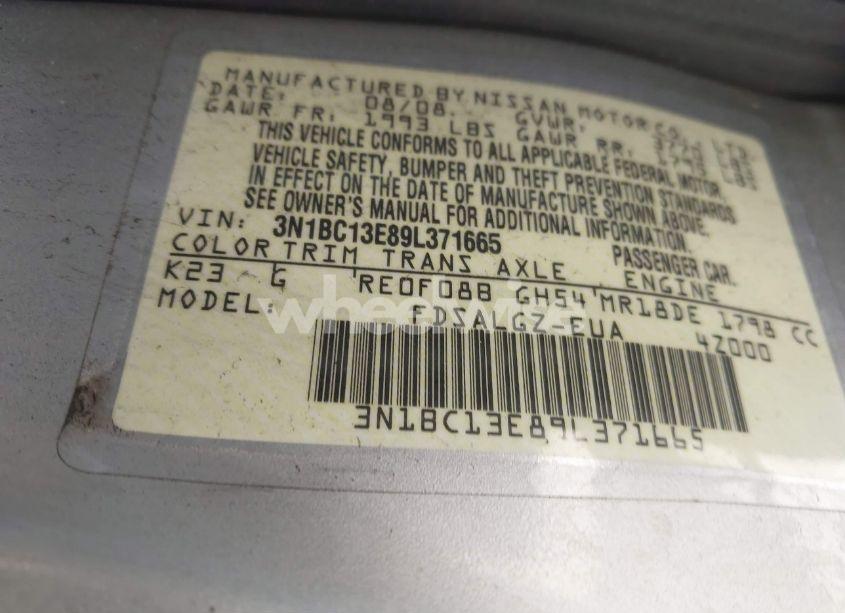 MANUFACTURED BY NISSAN MOTOR CO. LTD
DATE: 08/08 GVWR:
GAWR FR: 1993 LBS GAWR RR:
THIS VEHICLE CONFORMS TO ALL APPLICABLE FEDERAL MOTOR
VEHICLE SAFETY, BUMPER AND THEFT PREVENTION STANDARDS
IN EFFECT ON THE DATE OF MANUFACTURE SHOWN ABOVE.
SEE OWNER'S MANUAL FOR ADDITIONAL INFORMATION.
VIN: 3N1BC13E89L371665 PASSENGER CAR.
COLOR TRIM TRANS AXLE ENGINE
K23 G RE0F08B GH54 MR18DE 1798 CC
MODEL: FDSALGZ-EUA 4Z000
3N1BC13E89L371665